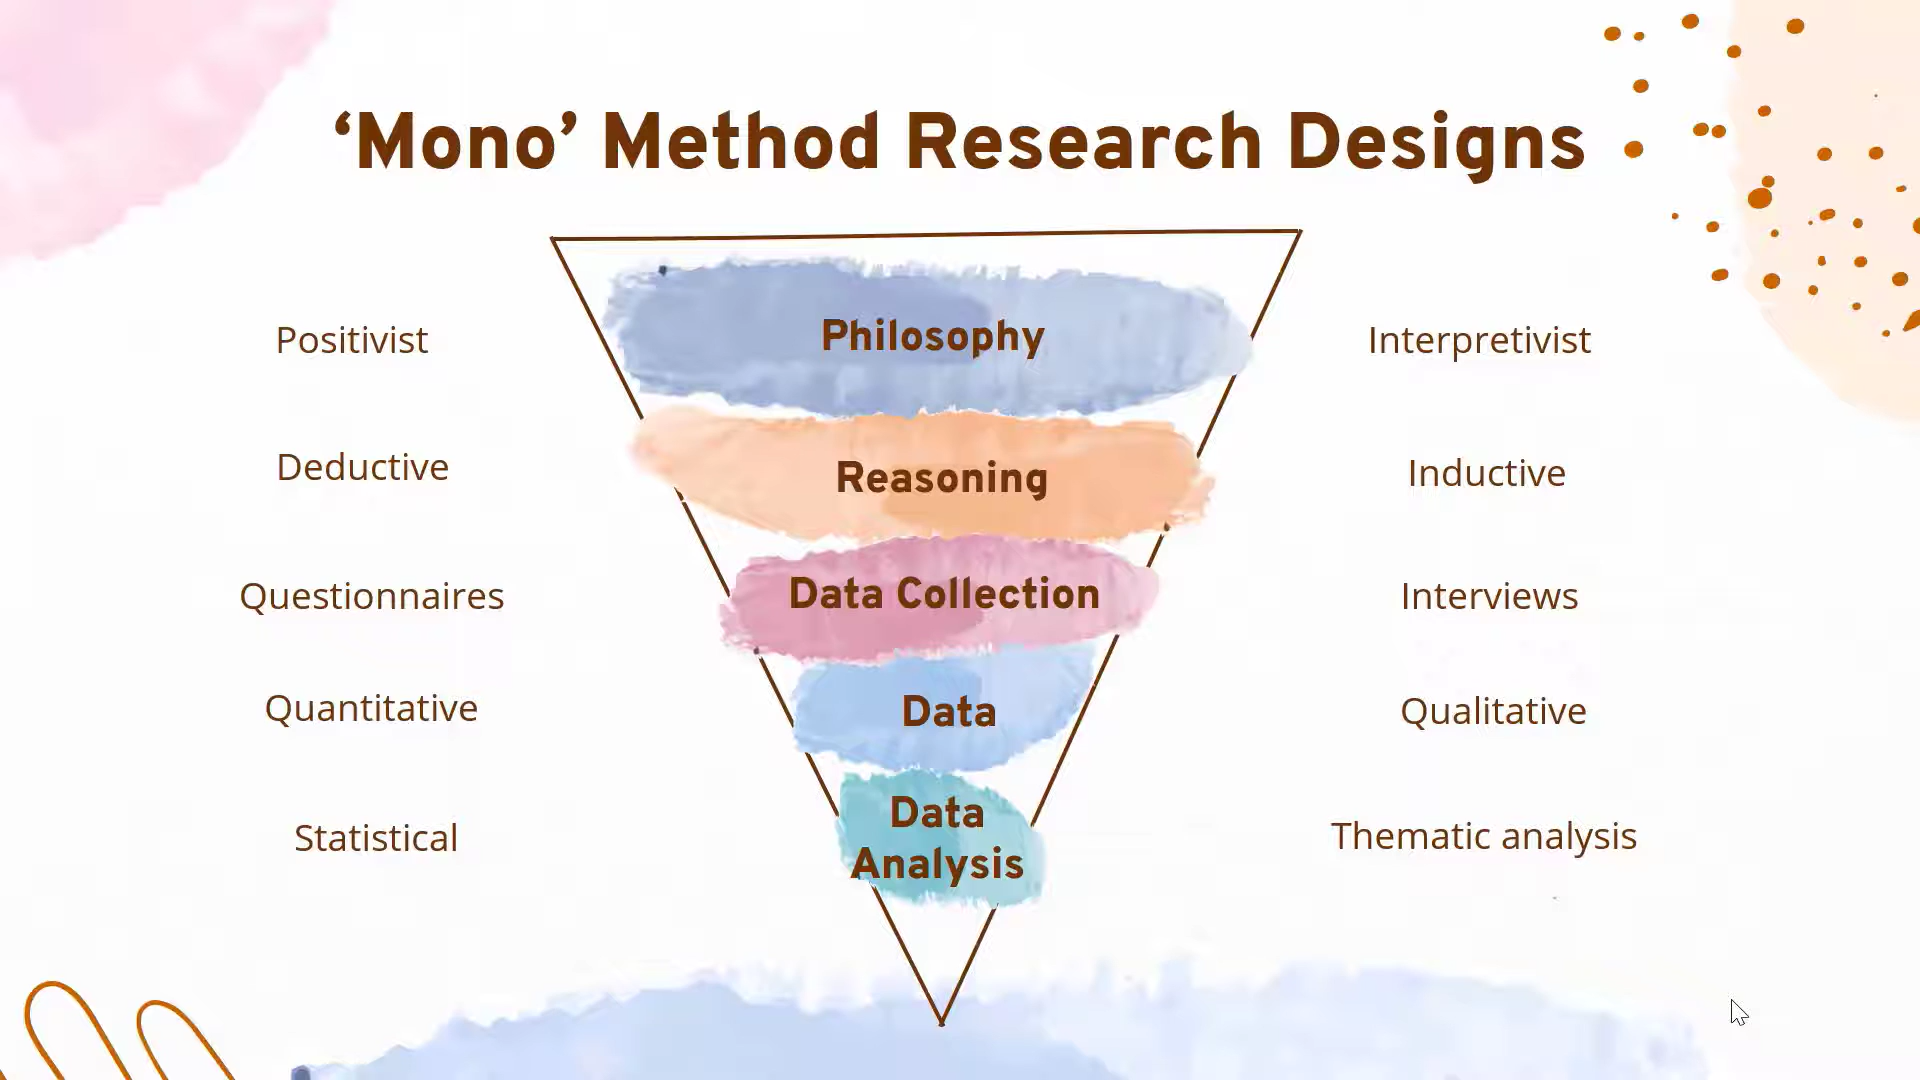 ‘Mono’ Method Research Designs
Positivist
Philosophy
Interpretivist
Deductive
Reasoning
Inductive
Questionnaires
Data Collection
Interviews
Quantitative
Data
Qualitative
Statistical
Data
Analysis
Thematic analysis